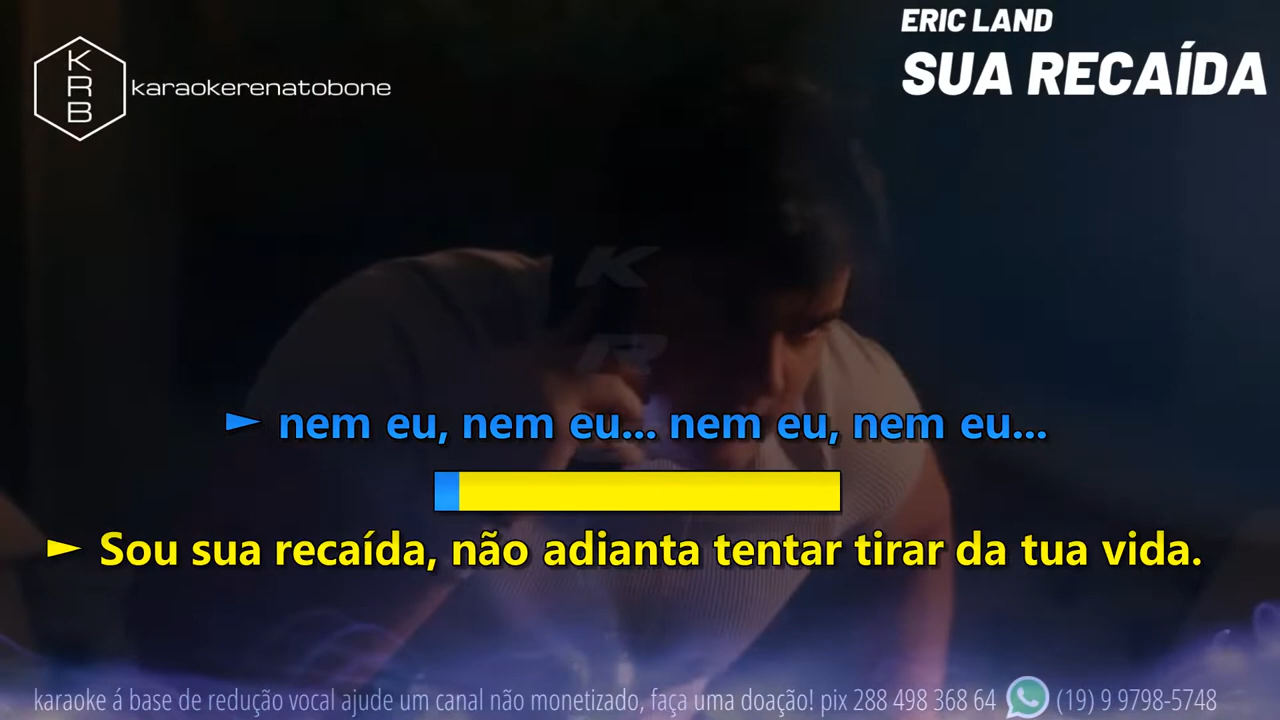 ERIC LAND
SUA RECAÍDA
K
R
B
karaokerenatobone
K
R
► nem eu, nem eu... nem eu, nem eu...
► Sou sua recaída, não adianta tentar tirar da tua vida.
karaoke á base de redução vocal ajude um canal não monetizado, faça uma doação! pix 288 498 368 64 (19) 9 9798-5748